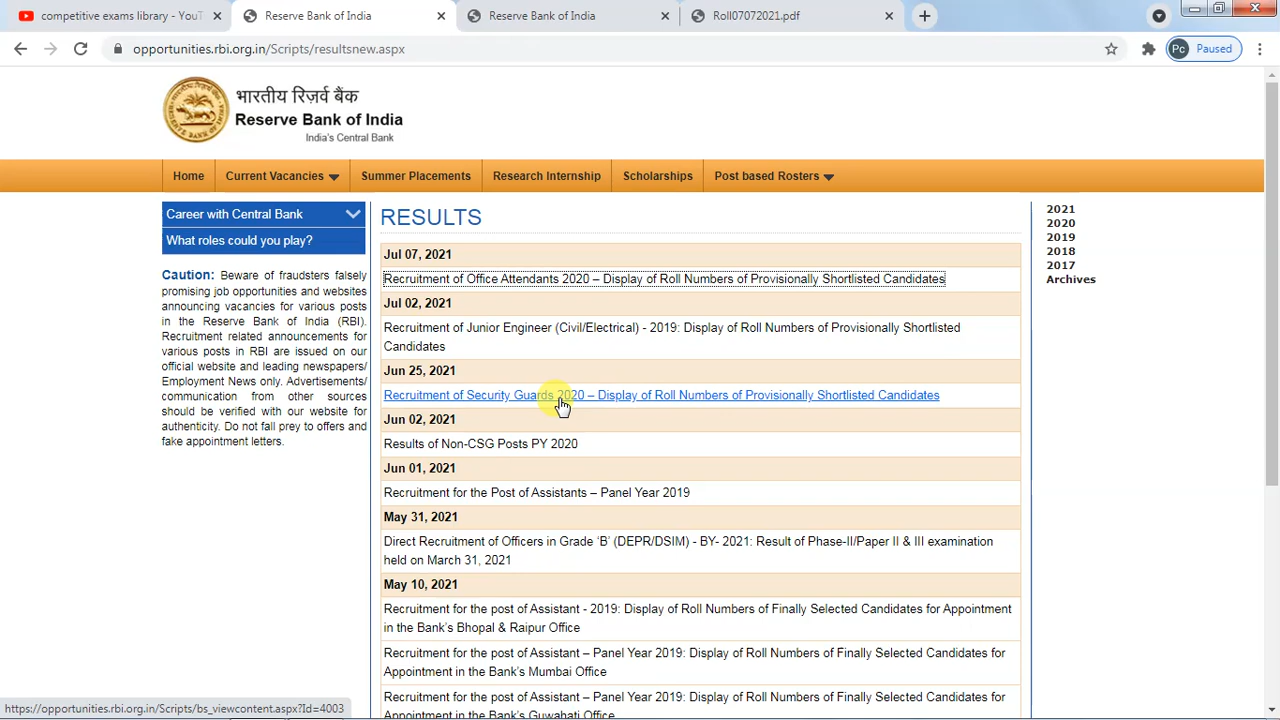 competitive exams library - YouT
Reserve Bank of India
Reserve Bank of India
Roll07072021.pdf
opportunities.rbi.org.in/Scripts/resultsnew.aspx
Pc Paused
भारतीय रिज़र्व बैंक
Reserve Bank of India
India's Central Bank
Home
Current Vacancies
Summer Placements
Research Internship
Scholarships
Post based Rosters
Career with Central Bank
What roles could you play?
Caution: Beware of fraudsters falsely
promising job opportunities and websites
announcing vacancies for various posts
in the Reserve Bank of India (RBI).
Recruitment related announcements for
various posts in RBI are issued on our
official website and leading newspapers/
Employment News only. Advertisements/
communication from other sources
should be verified with our website for
authenticity. Do not fall prey to offers and
fake appointment letters.
RESULTS
Jul 07, 2021
Recruitment of Office Attendants 2020 – Display of Roll Numbers of Provisionally Shortlisted Candidates
Jul 02, 2021
Recruitment of Junior Engineer (Civil/Electrical) - 2019: Display of Roll Numbers of Provisionally Shortlisted
Candidates
Jun 25, 2021
Recruitment of Security Guards 2020 – Display of Roll Numbers of Provisionally Shortlisted Candidates
Jun 02, 2021
Results of Non-CSG Posts PY 2020
Jun 01, 2021
Recruitment for the Post of Assistants – Panel Year 2019
May 31, 2021
Direct Recruitment of Officers in Grade ‘B’ (DEPR/DSIM) - BY- 2021: Result of Phase-II/Paper II & III examination
held on March 31, 2021
May 10, 2021
Recruitment for the post of Assistant - 2019: Display of Roll Numbers of Finally Selected Candidates for Appointment
in the Bank’s Bhopal & Raipur Office
Recruitment for the post of Assistant – Panel Year 2019: Display of Roll Numbers of Finally Selected Candidates for
Appointment in the Bank’s Mumbai Office
Recruitment for the post of Assistant – Panel Year 2019: Display of Roll Numbers of Finally Selected Candidates for
Appointment in the Bank’s Guwahati Office
2021
2020
2019
2018
2017
Archives
https://opportunities.rbi.org.in/Scripts/bs_viewcontent.aspx?Id=4003